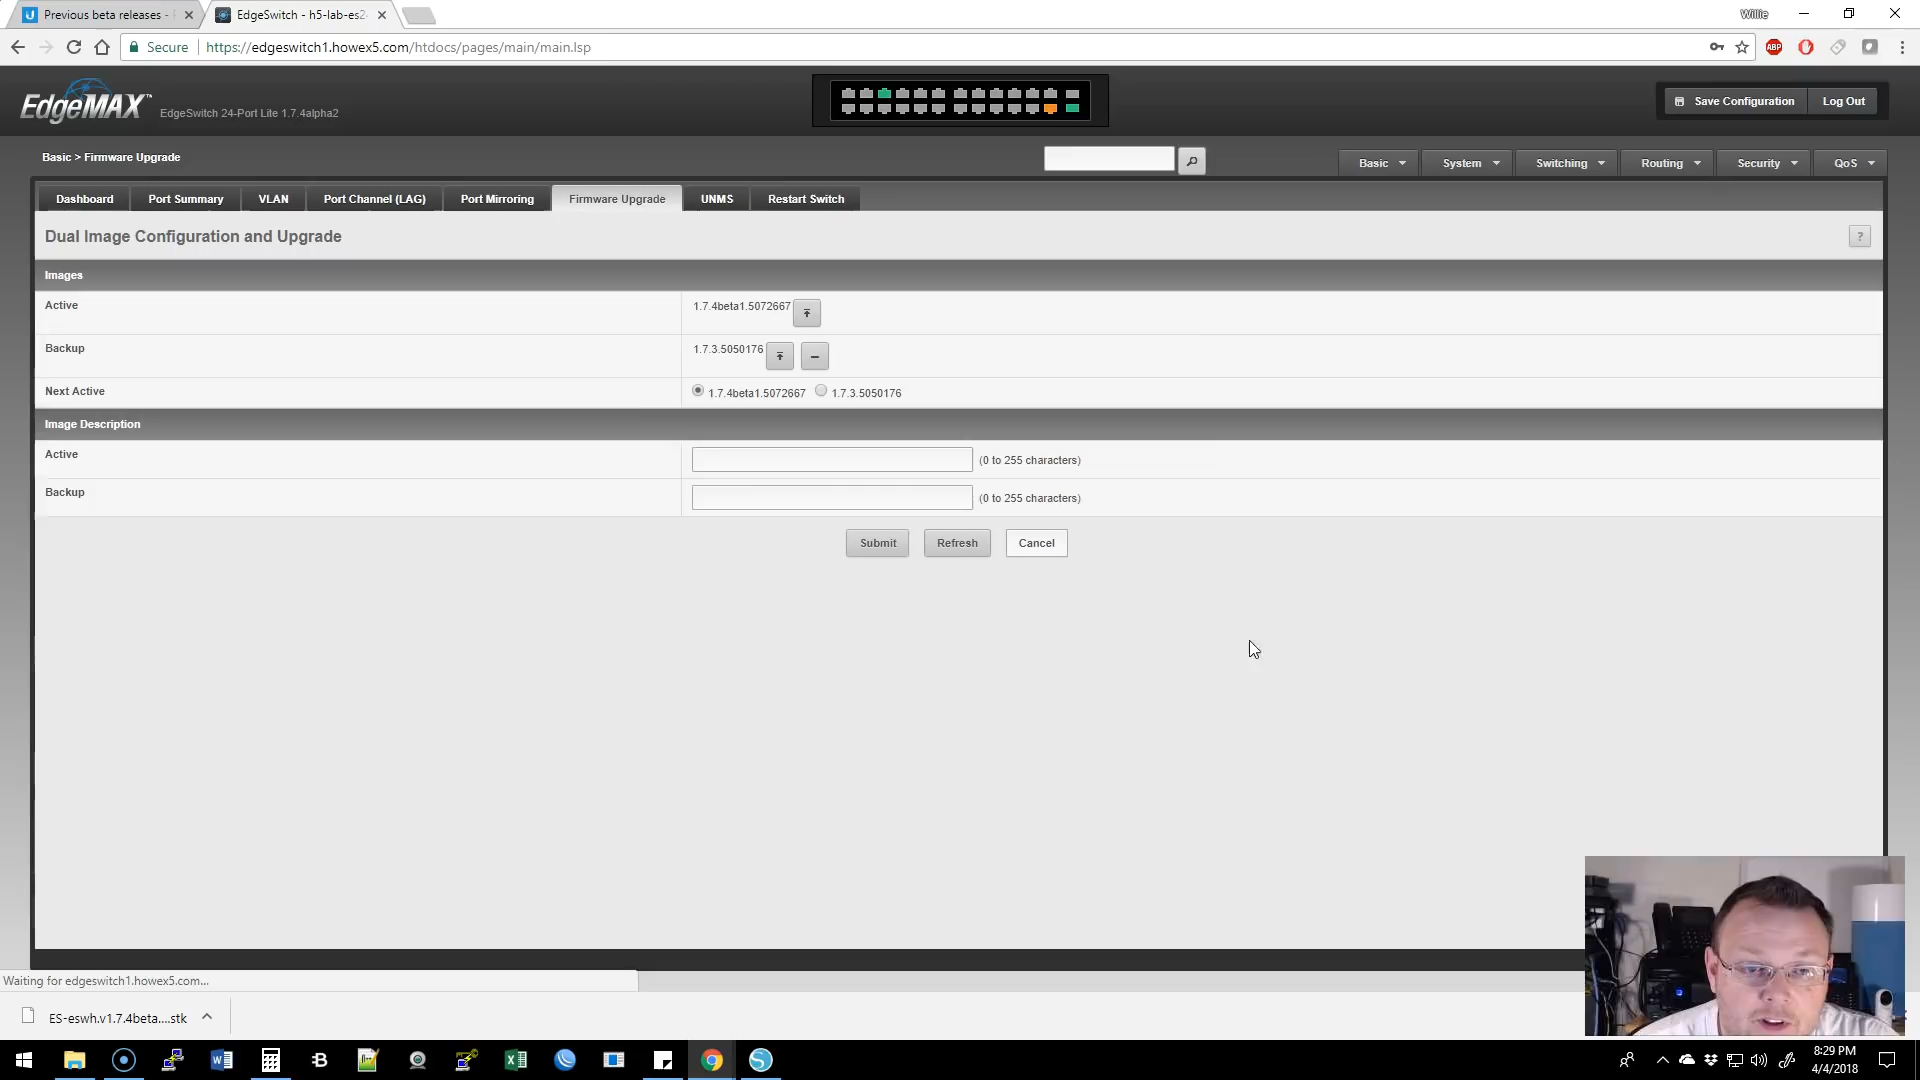 Previous beta releases -
EdgeSwitch - h5-lab-es2
Willie
Secure
https://edgeswitch1.howex5.com/htdocs/pages/main/main.lsp
ABP
EdgeMAX™
EdgeSwitch 24-Port Lite 1.7.4alpha2
Save Configuration
Log Out
Basic > Firmware Upgrade
Basic
System
Switching
Routing
Security
QoS
Dashboard
Port Summary
VLAN
Port Channel (LAG)
Port Mirroring
Firmware Upgrade
UNMS
Restart Switch
Dual Image Configuration and Upgrade
?
Images
Active
1.7.4beta1.5072667
Backup
1.7.3.5050176
Next Active
1.7.4beta1.5072667
1.7.3.5050176
Image Description
Active
(0 to 255 characters)
Backup
(0 to 255 characters)
Submit
Refresh
Cancel
Waiting for edgeswitch1.howex5.com...
ES-eswh.v1.7.4beta....stk
8:29 PM
4/4/2018